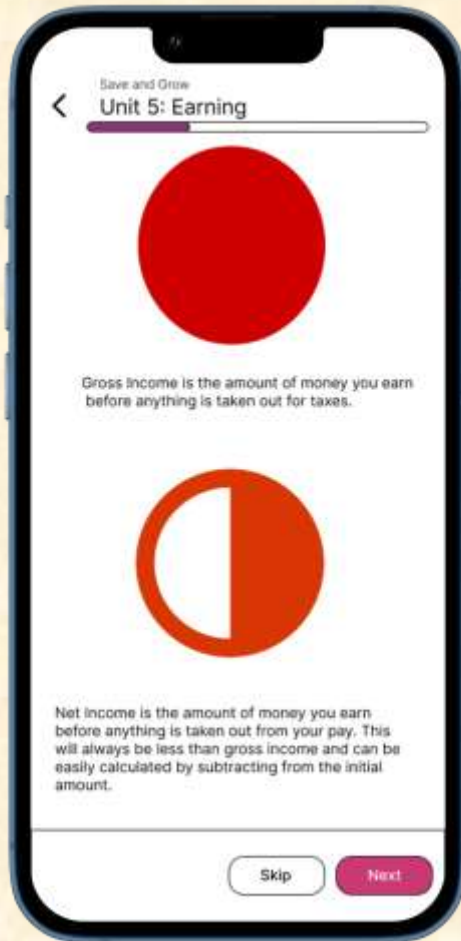 Save and Grow
Unit 5: Earning
Gross Income is the amount of money you earn
before anything is taken out for taxes.
Net Income is the amount of money you earn
before anything is taken out from your pay. This
will always be less than gross income and can be
easily calculated by subtracting from the initial
amount.
Skip
Next